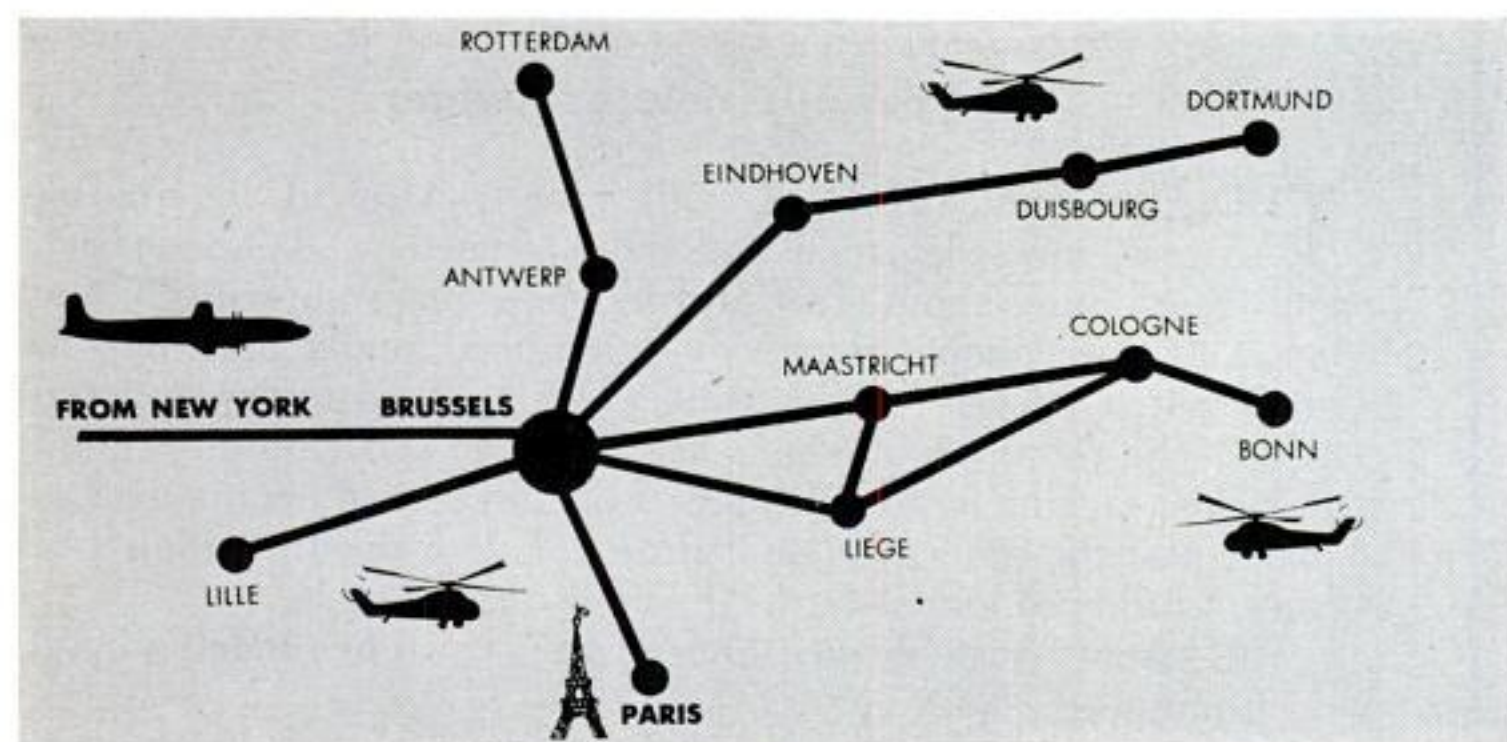 ROTTERDAM
DORTMUND
EINDHOVEN
DUISBOURG
ANTWERP
COLOGNE
MAASTRICHT
FROM NEW YORK
BRUSSELS
BONN
LIEGE
LILLE
PARIS